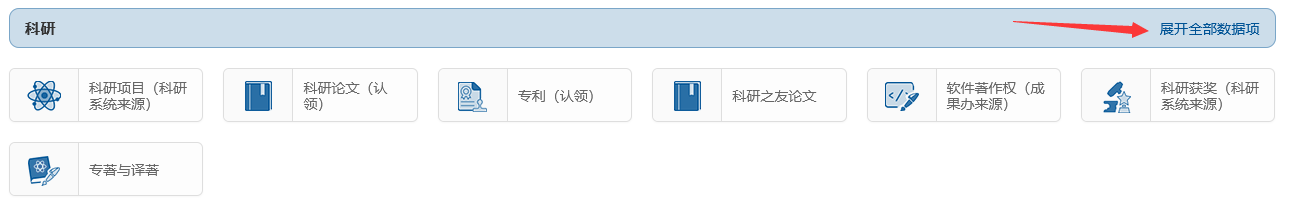 科研
展开全部数据项
科研项目（科研
系统来源）
科研论文（认
领）
专利（认领）
科研之友论文
软件著作权（成
果办来源）
科研获奖（科研
系统来源）
专著与译著